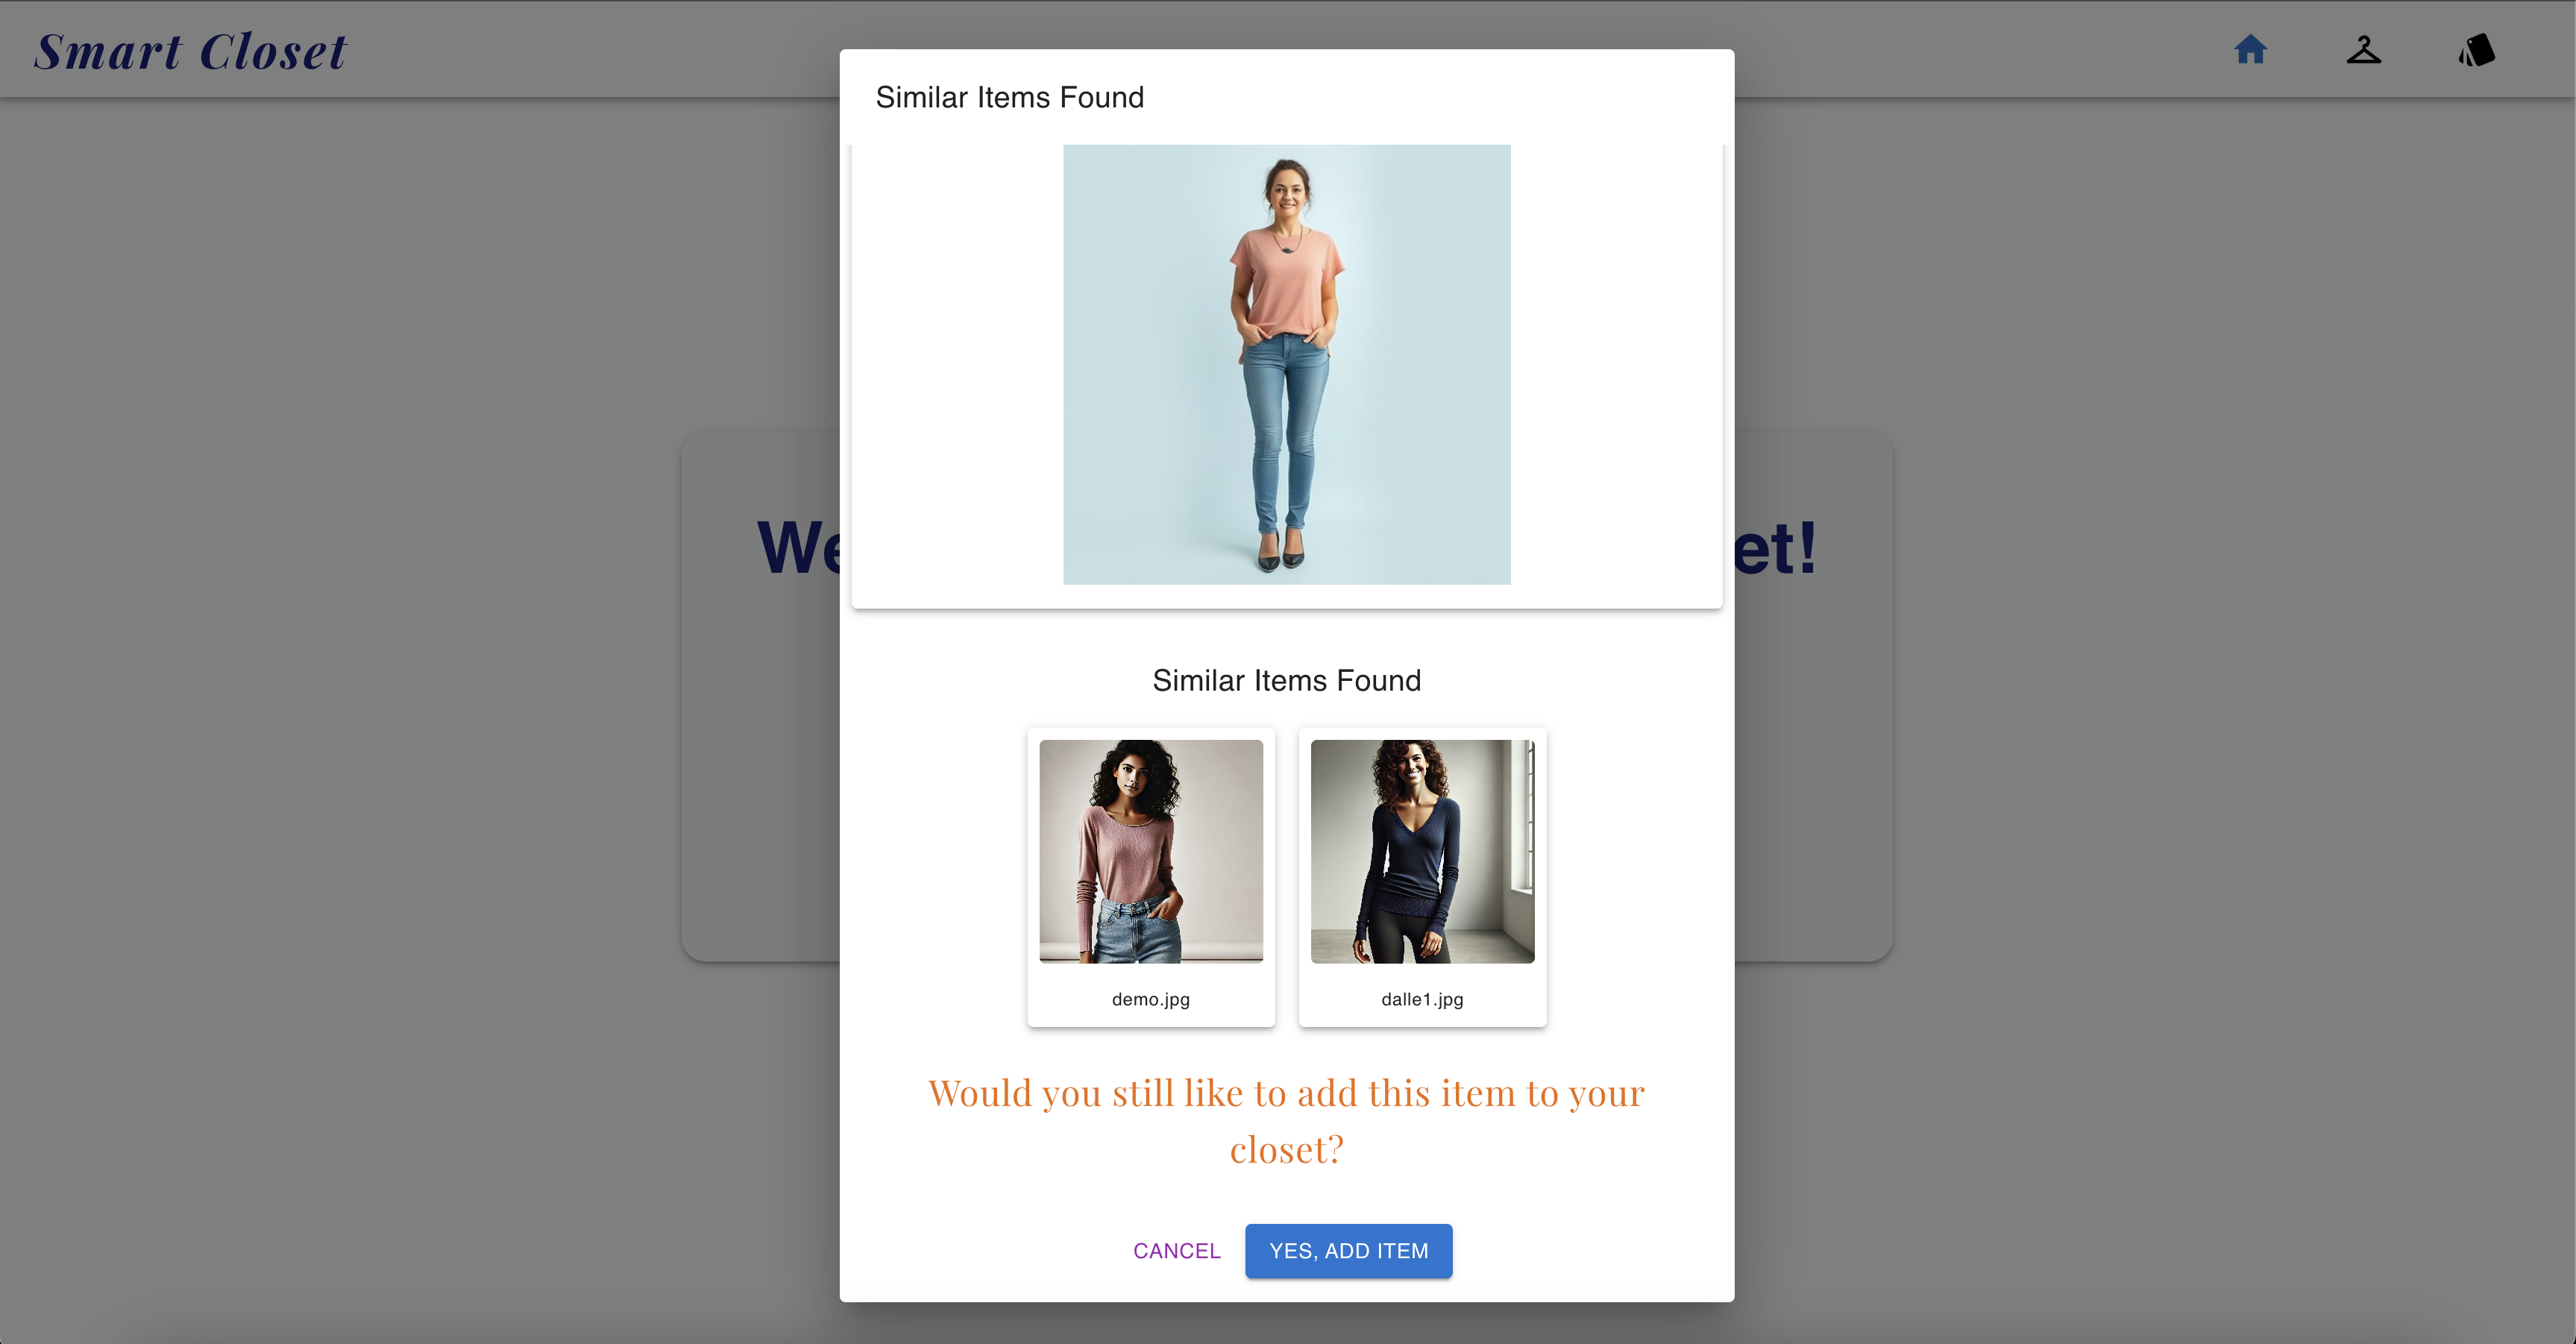 Smart Closet
Similar Items Found
We
et!
Similar Items Found
demo.jpg
dalle1.jpg
Would you still like to add this item to your
closet?
CANCEL
YES, ADD ITEM